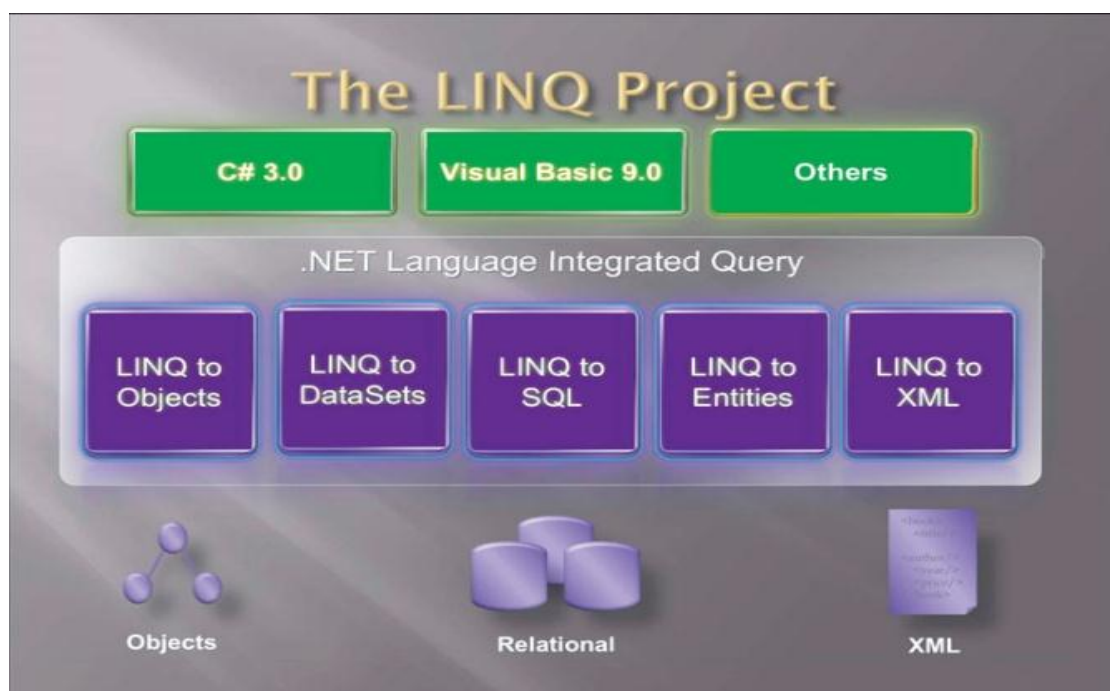 The LINQ Project
C# 3.0
Visual Basic 9.0
Others
.NET Language Integrated Query
LINQ to
Objects
LINQ to
DataSets
LINQ to
SQL
LINQ to
Entities
LINQ to
XML
Objects
Relational
XML